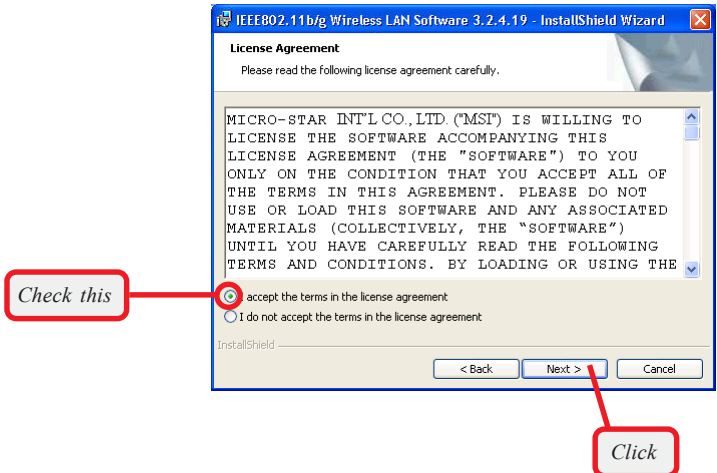 IEEE802.11b/g Wireless LAN Software 3.2.4.19 - InstallShield Wizard
License Agreement
Please read the following license agreement carefully.
MICRO-STAR INT'L CO., LTD. ("MSI") IS WILLING TO
LICENSE THE SOFTWARE ACCOMPANYING THIS
LICENSE AGREEMENT (THE "SOFTWARE") TO YOU
ONLY ON THE CONDITION THAT YOU ACCEPT ALL OF
THE TERMS IN THIS AGREEMENT. PLEASE DO NOT
USE OR LOAD THIS SOFTWARE AND ANY ASSOCIATED
MATERIALS (COLLECTIVELY, THE “SOFTWARE”)
UNTIL YOU HAVE CAREFULLY READ THE FOLLOWING
TERMS AND CONDITIONS. BY LOADING OR USING THE
Check this
I accept the terms in the license agreement
I do not accept the terms in the license agreement
InstallShield
< Back
Next >
Cancel
Click